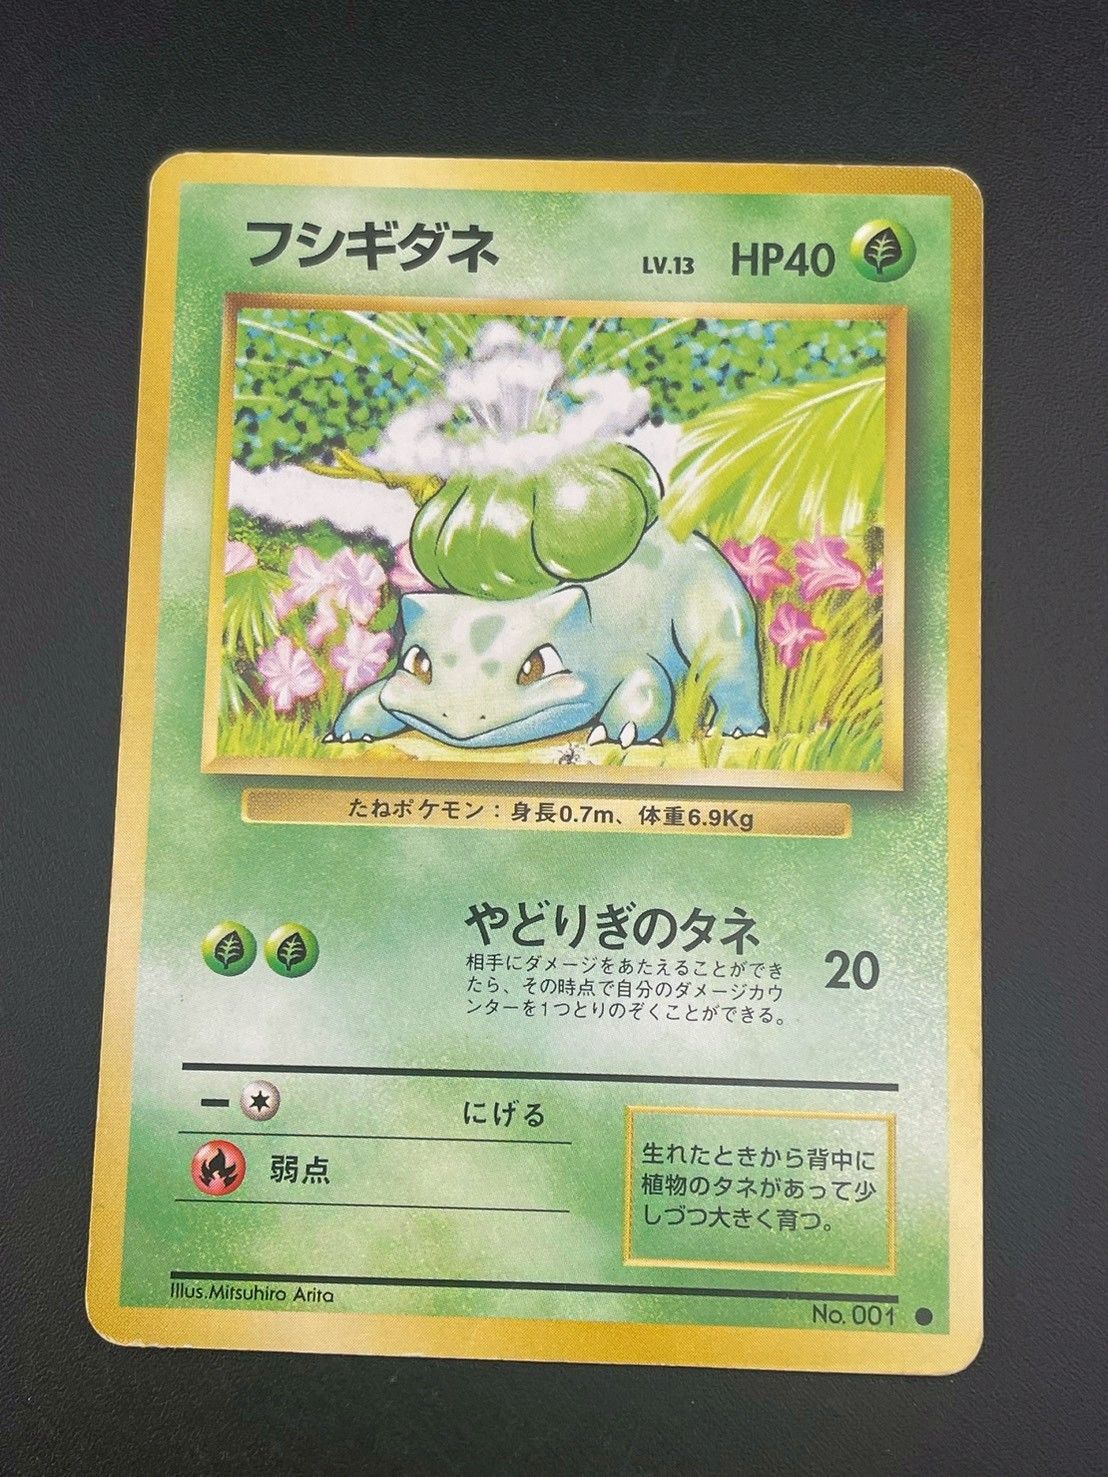 フシギダネ LV.13 HP40
たねポケモン：身長0.7m、体重6.9Kg
やどりぎのタネ 20
相手にダメージをあたえることができ
たら、その時点で自分のダメージカウ
ンターを1つとりのぞくことができる。
ー にげる
弱点
生れたときから背中に
植物のタネがあって少
しづつ大きく育つ。
Illus.Mitsuhiro Arita
No. 001 ●